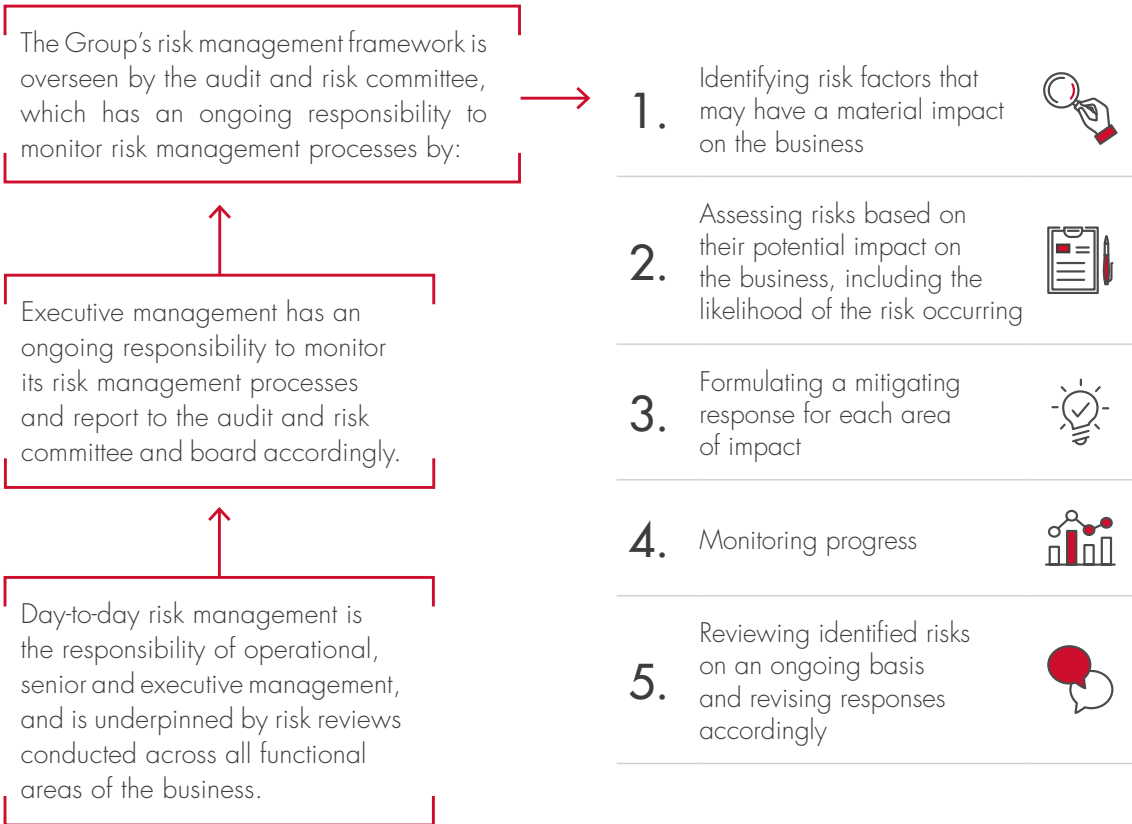 The Group's risk management framework is
overseen by the audit and risk committee,
which has an ongoing responsibility to
monitor risk management processes by:
Executive management has an
ongoing responsibility to monitor
its risk management processes
and report to the audit and risk
committee and board accordingly.
Day-to-day risk management is
the responsibility of operational,
senior and executive management,
and is underpinned by risk reviews
conducted across all functional
areas of the business.
1.
Identifying risk factors that
may have a material impact
on the business
2.
Assessing risks based on
their potential impact on
the business, including the
likelihood of the risk occurring
3.
Formulating a mitigating
response for each area
of impact
4. Monitoring progress
5.
Reviewing identified risks
on an ongoing basis
and revising responses
accordingly